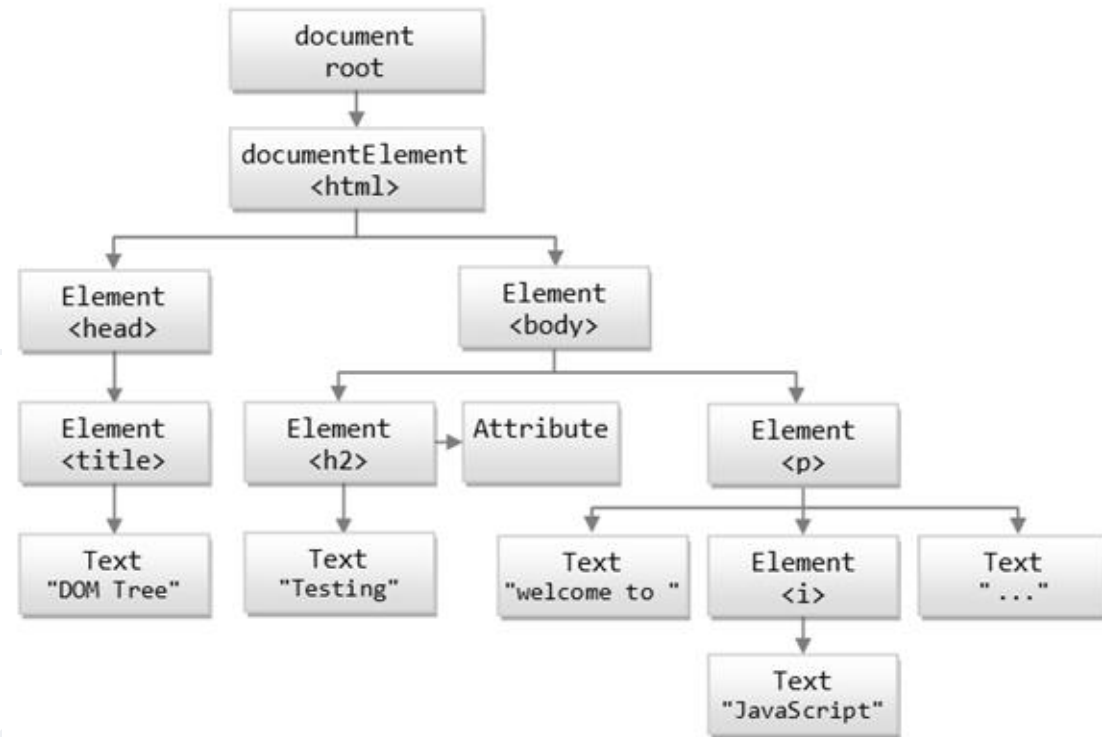 document
root
documentElement
<html>
Element
<head>
Element
<body>
Element
<title>
Element
<h2>
Attribute
Element
<p>
Text
"DOM Tree"
Text
"Testing"
Text
"welcome to "
Element
<i>
Text
" ..."
Text
"JavaScript"